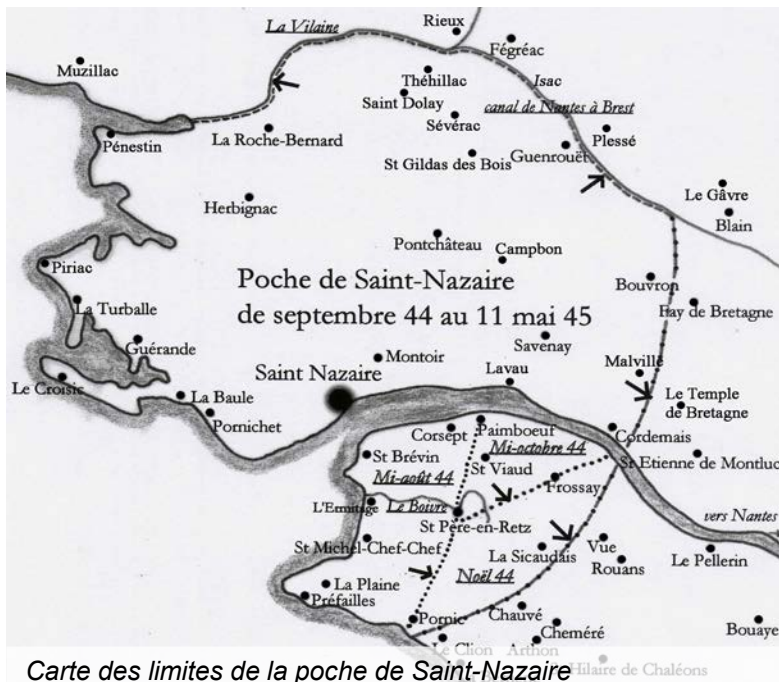 Rieux
La Vilaine
Fégréac
Muzillac
Théhillac
Isac
Saint Dolay
canal de Nantes à Brest
Sévérac
Plessé
Pénestin
La Roche-Bernard
Guenrouët
St Gildas des Bois
Le Gâvre
Herbignac
Blain
Pontchâteau
Campbon
Piriac
Poche de Saint-Nazaire
Bouvron
La Turballe
de septembre 44 au 11 mai 45
Fay de Bretagne
Guérande
Savenay
Montoir
Malville
Saint Nazaire
Lavau
Le Croisic
La Baule
Le Temple
de Bretagne
Pornichet
Corsept
Paimboeuf
Cordemais
St Brévin
Mi-octobre 44
St Etienne de Montluc
Mi-août 44
St Viaud
Frossay
L'Ermitage
Le Boivre
vers Nantes
St Père-en-Retz
St Michel-Chef-Chef
La Sicaudais
Vue
Le Pellerin
Rouans
La Plaine
Noël 44
Préfailles
Chauvé
Pornic
Cheméré
Bouaye
Le Clion
Arthon
Hilaire de Chaléons
Carte des limites de la poche de Saint-Nazaire